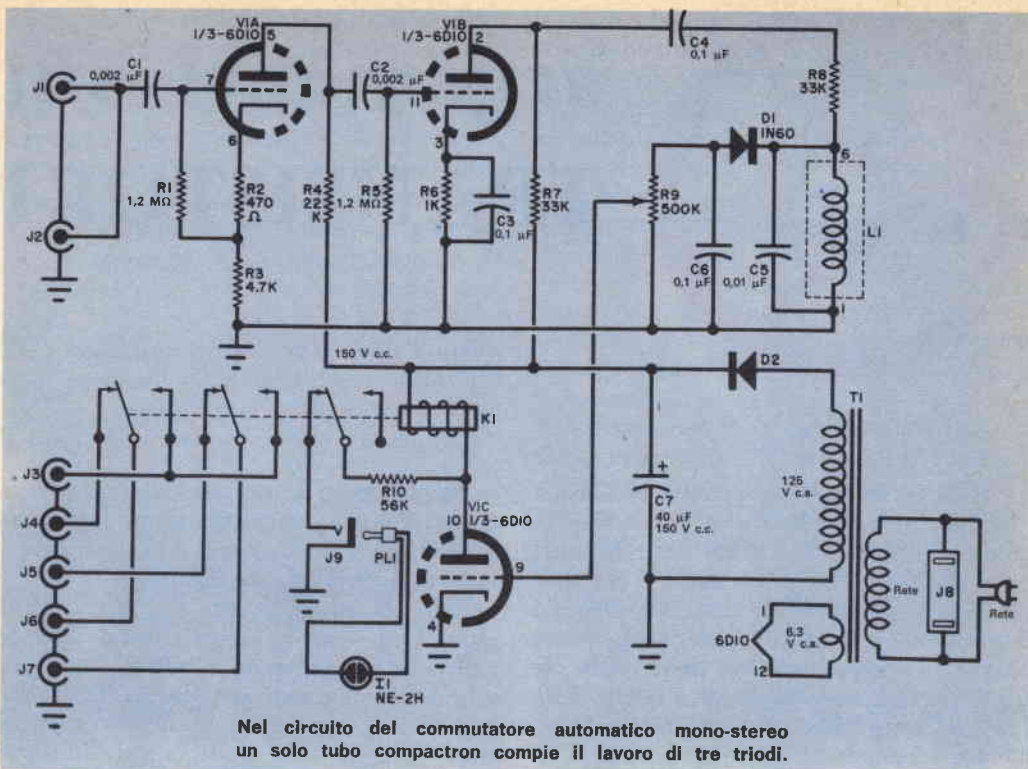 V1A
1/3-6D10 5
V1B
1/3-6D10 2
C4
0,1 µF
C1
0,002
µF
C2
0,002 µF
R8
33K
J1
7
11
D1
1N60
6
3
6
R1
1,2 MΩ
R2
470
Ω
R4
22
K
R5
1,2 MΩ
R6
1K
C3
0,1 µF
R7
33K
R9
500K
L1
J2
R3
4,7K
C6
0,1
µF
C5
0,01 µF
1
150 V c.c.
D2
K1
T1
J3
R10
56K
C7
40 µF
150 V c.c.
+
125
V c.a.
J4
V1C
10 1/3-6D10
J9
PL1
9
J5
4
Rete
J8
Rete
J6
1
6D10
6,3
V c.a.
12
J7
I1
NE-2H
Nel circuito del commutatore automatico mono-stereo
un solo tubo compactron compie il lavoro di tre triodi.